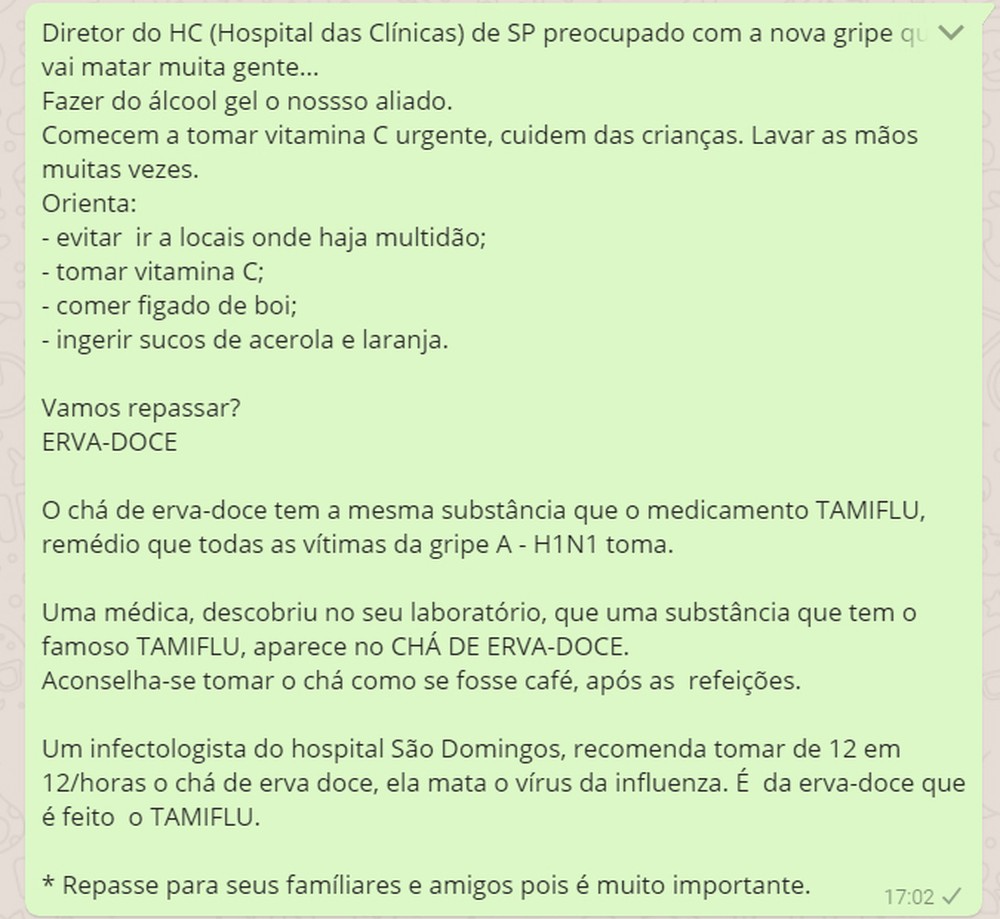 Diretor do HC (Hospital das Clínicas) de SP preocupado com a nova gripe
vai matar muita gente...
Fazer do álcool gel o nossso aliado.
Comecem a tomar vitamina C urgente, cuidem das crianças. Lavar as mãos
muitas vezes.
Orienta:
- evitar  ir a locais onde haja multidão;
- tomar vitamina C;
- comer figado de boi;
- ingerir sucos de acerola e laranja.
Vamos repassar?
ERVA-DOCE
O chá de erva-doce tem a mesma substância que o medicamento TAMIFLU,
remédio que todas as vítimas da gripe A - H1N1 toma.
Uma médica, descobriu no seu laboratório, que uma substância que tem o
famoso TAMIFLU, aparece no CHÁ DE ERVA-DOCE.
Aconselha-se tomar o chá como se fosse café, após as  refeições.
Um infectologista do hospital São Domingos, recomenda tomar de 12 em
12/horas o chá de erva doce, ela mata o vírus da influenza. É  da erva-doce que
é feito  o TAMIFLU.
* Repasse para seus famíliares e amigos pois é muito importante.
17:02